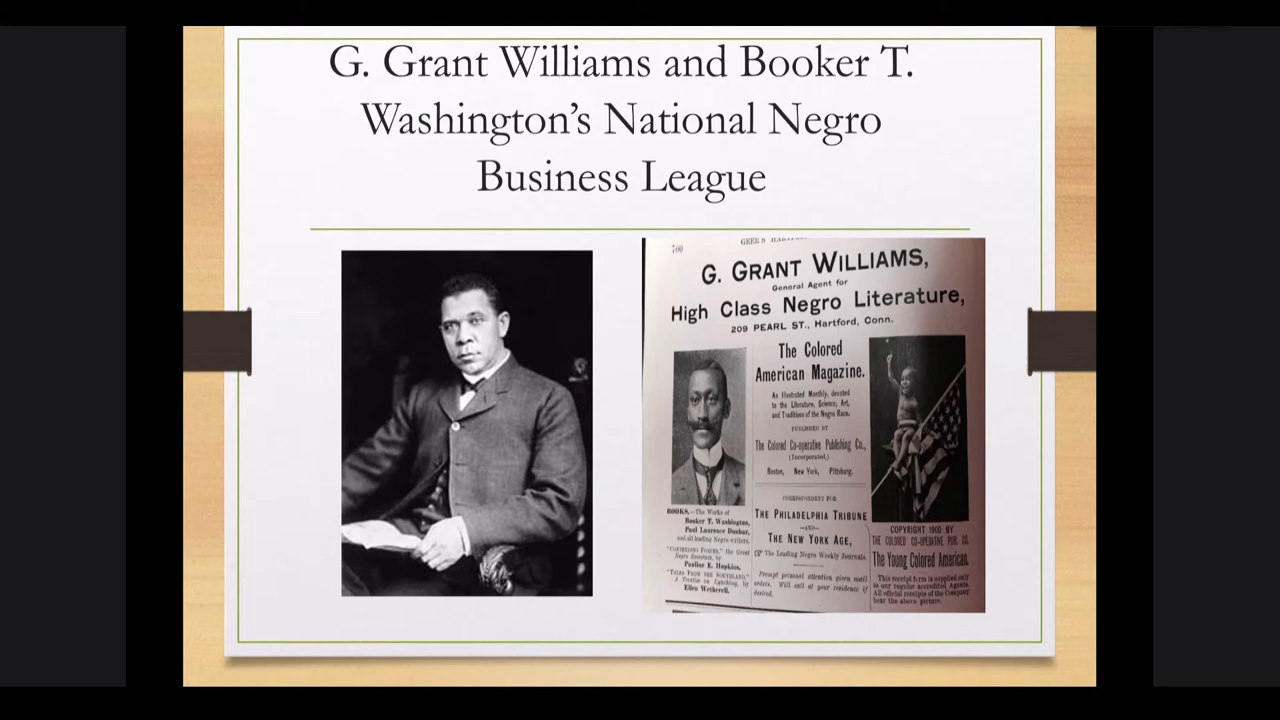 G. Grant Williams and Booker T.
Washington's National Negro
Business League
700
G. GRANT WILLIAMS,
General Agent for
High Class Negro Literature,
209 PEARL ST., Hartford, Conn.
The Colored
American Magazine.
An Illustrated Monthly, devoted
to the Literature, Science, Art,
and Traditions of the Negro Race.
PUBLISHED BY
The Colored Co-operative Publishing Co.,
(Incorporated,)
Boston, New York, Pittsburg.
CORRESPONDENT FOR
THE PHILADELPHIA TRIBUNE
—AND—
THE NEW YORK AGE,
The Leading Negro Weekly Journals.
Prompt personal attention given mail
orders. Will call at your residence if
desired.
BOOKS.—The Works of
Booker T. Washington,
Paul Laurence Dunbar,
and all leading Negro writers.
"CONTENDING FORCES," the Great
Negro Romance, by
Pauline E. Hopkins.
"TALES FROM THE SOUTHLAND,"
A Treatise on Lynching, by
Ellen Wetherell.
COPYRIGHT 1900 BY
THE COLORED CO-OPERATIVE PUB. CO.
The Young Colored American.
This receipt form is supplied only
to our regular accredited Agents.
All official receipts of the Company
bear the above picture.